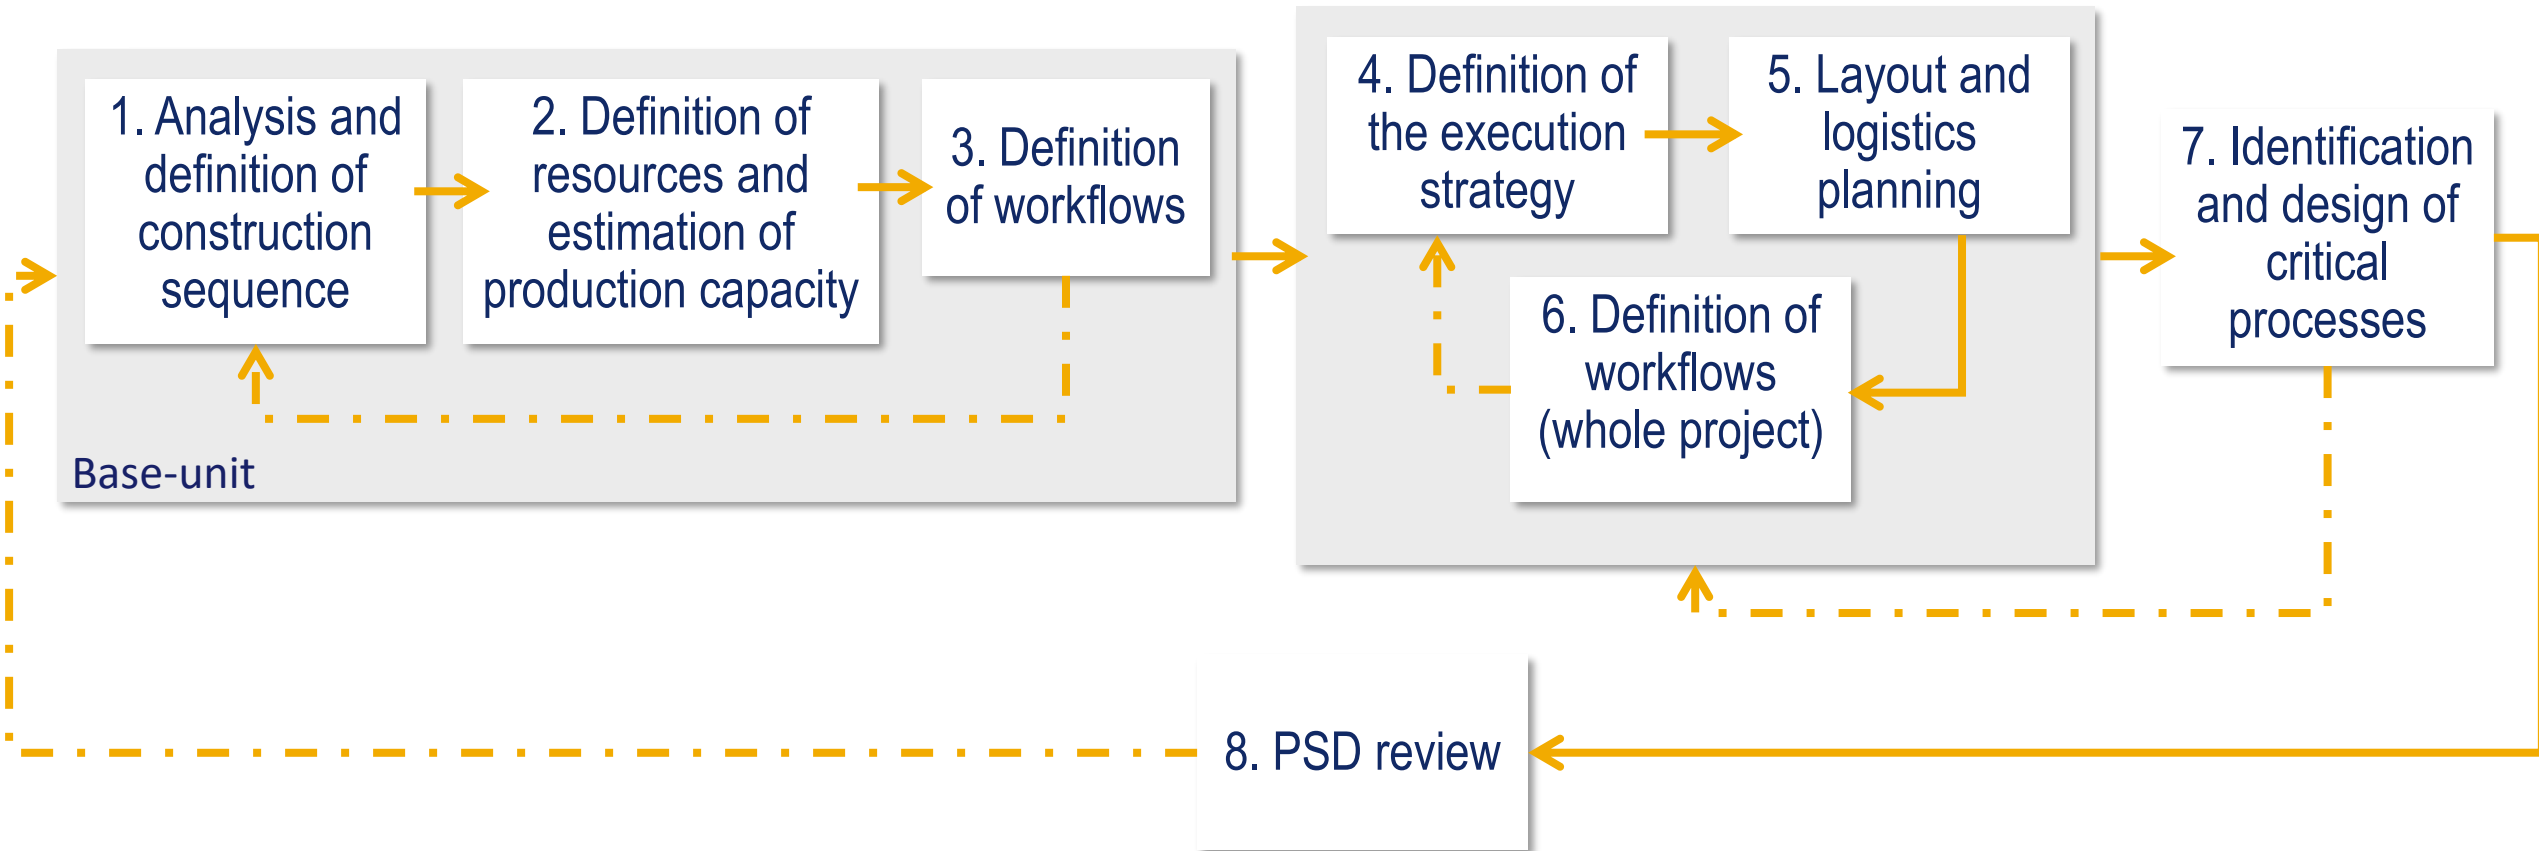 1. Analysis and
definition of
construction
sequence
2. Definition of
resources and
estimation of
production capacity
3. Definition
of workflows
Base-unit
4. Definition of
the execution
strategy
5. Layout and
logistics
planning
6. Definition of
workflows
(whole project)
7. Identification
and design of
critical
processes
8. PSD review